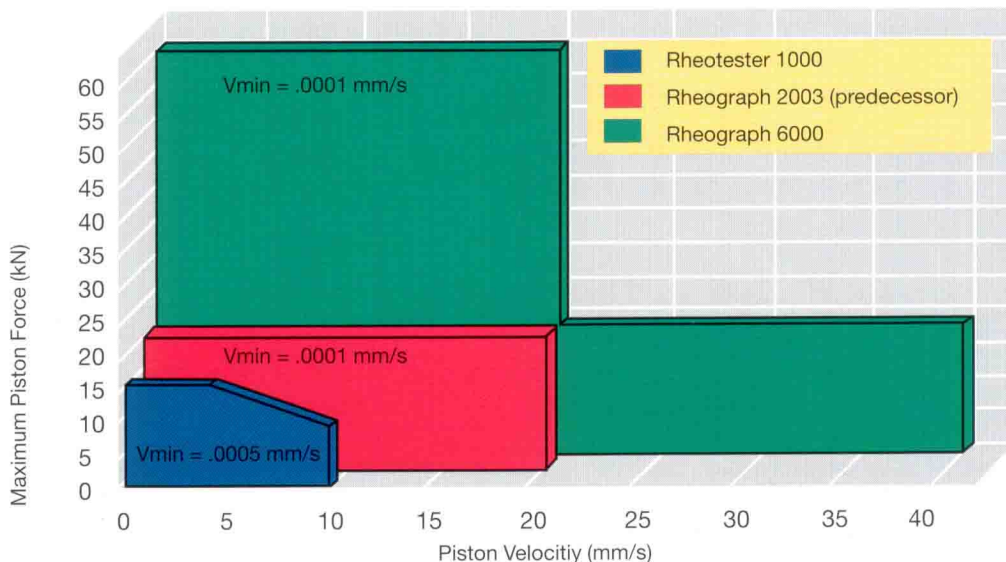 Vmin = .0001 mm/s
Rheotester 1000
Rheograph 2003 (predecessor)
Rheograph 6000
Maximum Piston Force (kN)
60
55
50
45
40
35
30
25
20
15
10
5
0
Vmin = .0001 mm/s
Vmin = .0005 mm/s
0
5
10
15
20
25
30
35
40
Piston Velocitiy (mm/s)